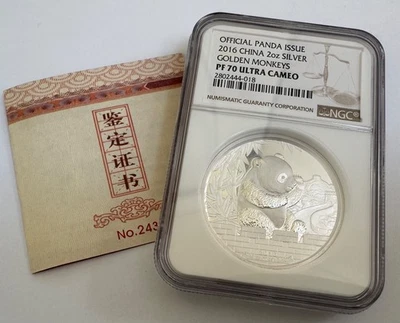 鉴定证书
No.243
OFFICIAL PANDA ISSUE
2016 CHINA 2oz SILVER
GOLDEN MONKEYS
PF 70 ULTRA CAMEO
2802444-018
NUMISMATIC GUARANTY CORPORATION
NGC